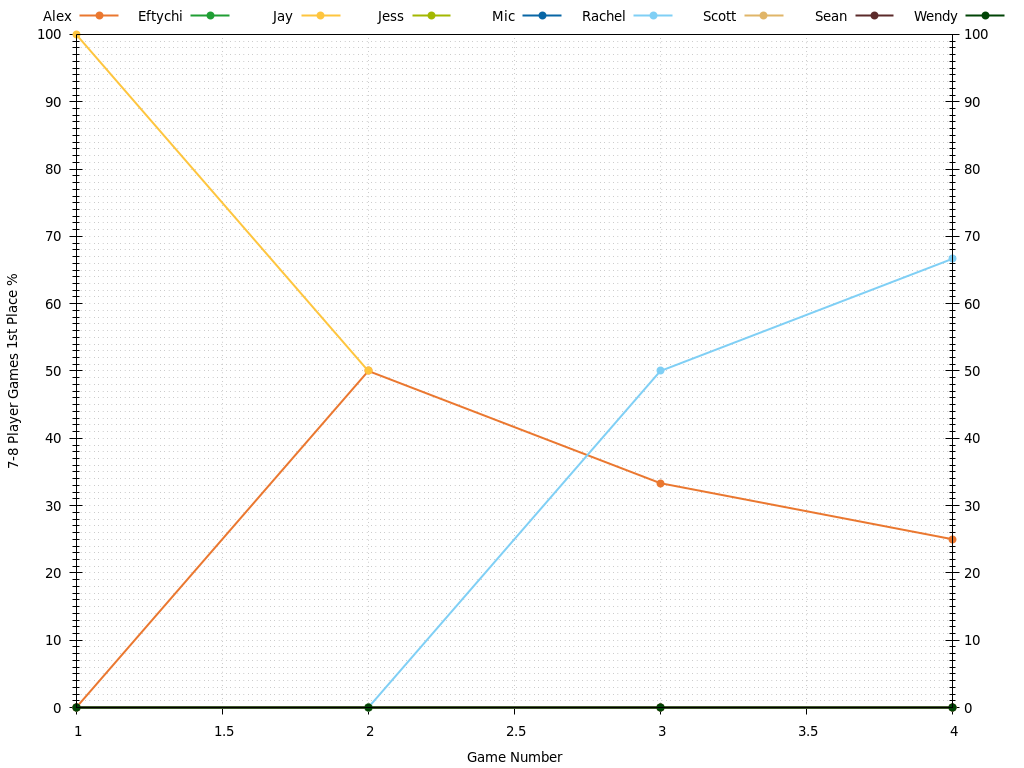 Alex Eftychi Jay Jess Mic Rachel Scott Sean Wendy
100 100
90 90
80 80
70 70
60 60
50 50
40 40
30 30
20 20
10 10
0 0
7-8 Player Games 1st Place %
1 1.5 2 2.5 3 3.5 4
Game Number